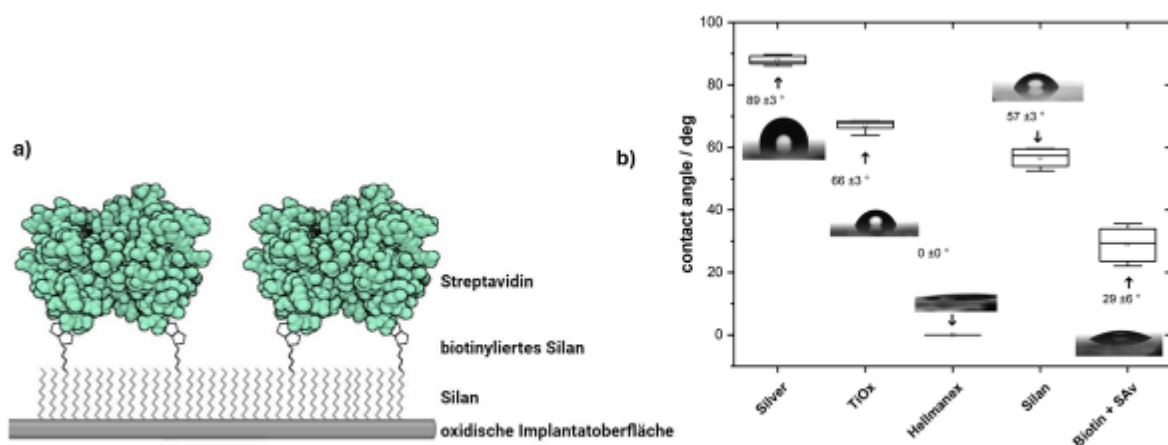 a)
Streptavidin
biotinyliertes Silan
Silan
oxidische Implantatoberfläche
b)
contact angle / deg
100
80
60
40
20
0
89 ±3 °
66 ±3 °
0 ±0 °
57 ±3 °
29 ±6 °
Silver
TiOx
Hellmanex
Silan
Biotin + SAv